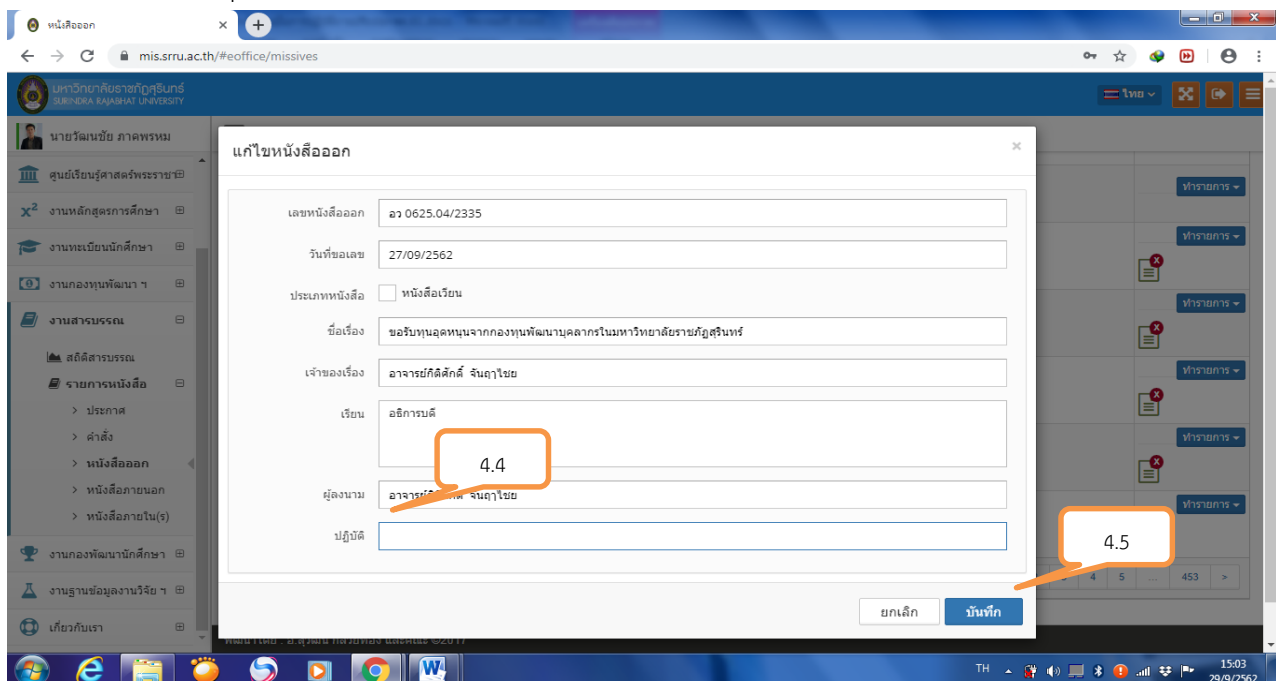 หนังสือออก
mis.srru.ac.th/#eoffice/missives
มหาวิทยาลัยราชภัฏสุรินทร์
SURINDRA RAJABHAT UNIVERSITY
ไทย
นายวัฒนชัย ภาคพรหม
ศูนย์เรียนรู้ศาสตร์พระราชา
งานหลักสูตรการศึกษา
งานทะเบียนนักศึกษา
งานกองทุนพัฒนา ฯ
งานสารบรรณ
สถิติสารบรรณ
รายการหนังสือ
> ประกาศ
> คำสั่ง
> หนังสือออก
> หนังสือภายนอก
> หนังสือภายใน(s)
งานกองพัฒนานักศึกษา
งานฐานข้อมูลงานวิจัย ฯ
เกี่ยวกับเรา
แก้ไขหนังสือออก ×
เลขหนังสือออก อว 0625.04/2335
วันที่ขอเลข 27/09/2562
ประเภทหนังสือ หนังสือเวียน
ชื่อเรื่อง ขอรับทุนอุดหนุนจากกองทุนพัฒนาบุคลากรในมหาวิทยาลัยราชภัฏสุรินทร์
เจ้าของเรื่อง อาจารย์กิติศักดิ์ จันฤาไชย
เรียน อธิการบดี
4.4
ผู้ลงนาม อาจารย์ จันฤาไชย
ปฏิบัติ
4.5
ยกเลิก บันทึก
ทำรายการ
ทำรายการ
ทำรายการ
ทำรายการ
ทำรายการ
ทำรายการ
4 5 ... 453 >
TH
15:03
29/9/2562